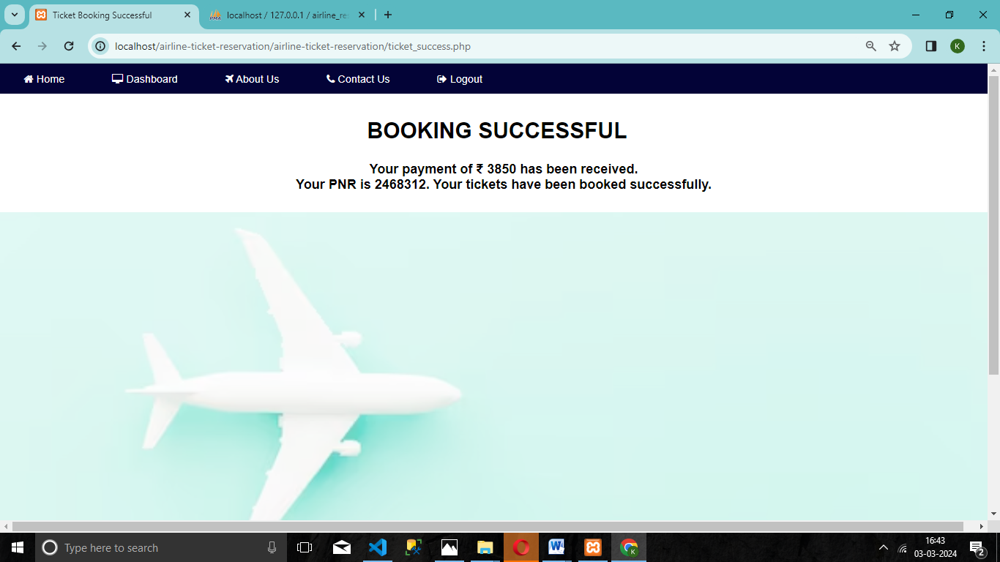 Ticket Booking Successful
localhost / 127.0.0.1 / airline_re
localhost/airline-ticket-reservation/airline-ticket-reservation/ticket_success.php
K
Home Dashboard About Us Contact Us Logout
BOOKING SUCCESSFUL
Your payment of ₹ 3850 has been received.
Your PNR is 2468312. Your tickets have been booked successfully.
Type here to search
16:43
03-03-2024
2